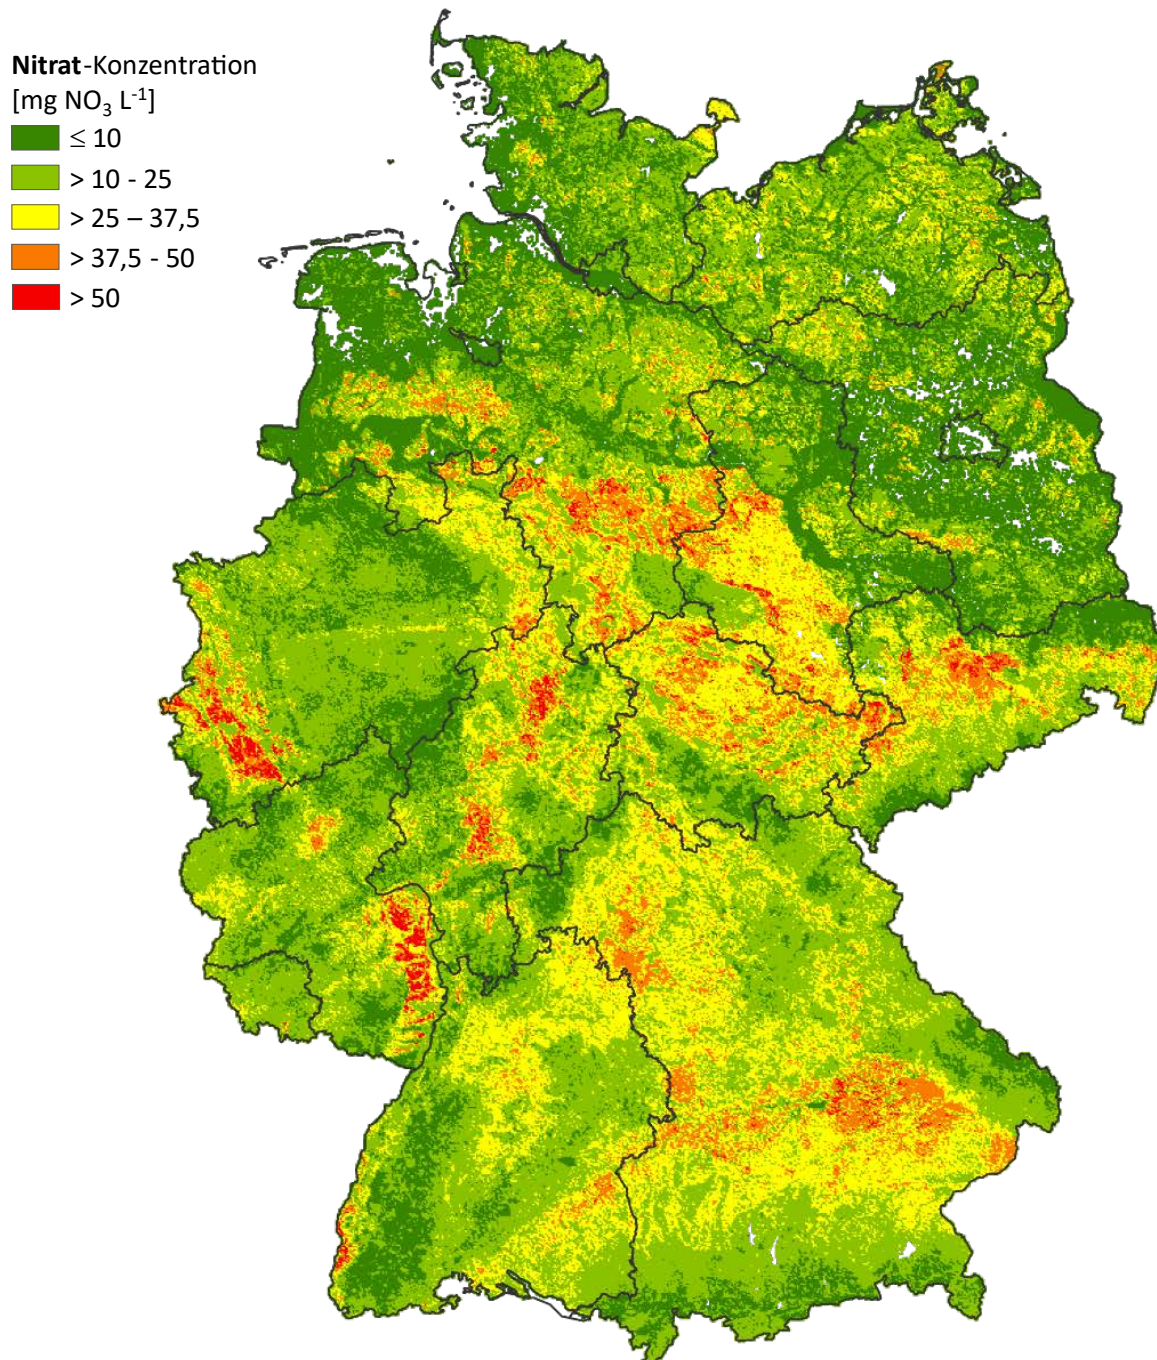 Nitrat-Konzentration
[mg NO₃ L⁻¹]
≤ 10
> 10 - 25
> 25 – 37,5
> 37,5 - 50
> 50